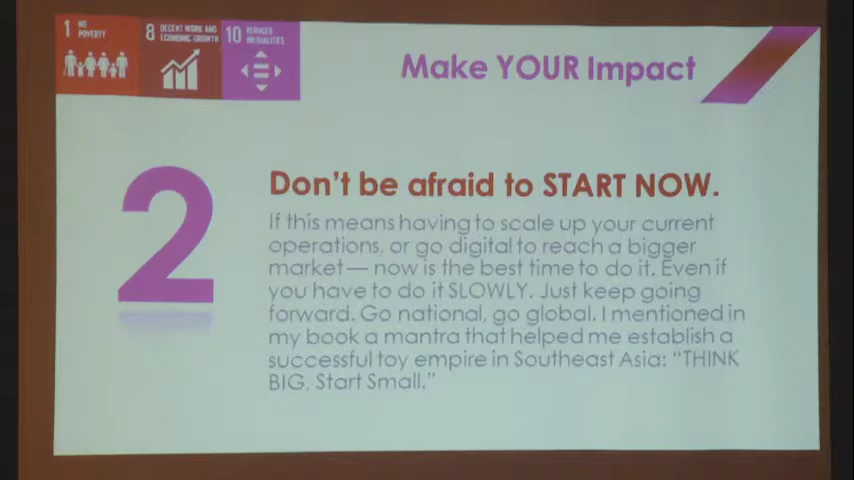 1 NO POVERTY
8 DECENT WORK AND ECONOMIC GROWTH
10 REDUCED INEQUALITIES
Make YOUR Impact
2
Don't be afraid to START NOW.
If this means having to scale up your current
operations, or go digital to reach a bigger
market— now is the best time to do it. Even if
you have to do it SLOWLY. Just keep going
forward. Go national, go global. I mentioned in
my book a mantra that helped me establish a
successful toy empire in Southeast Asia: “THINK
BIG. Start Small.”